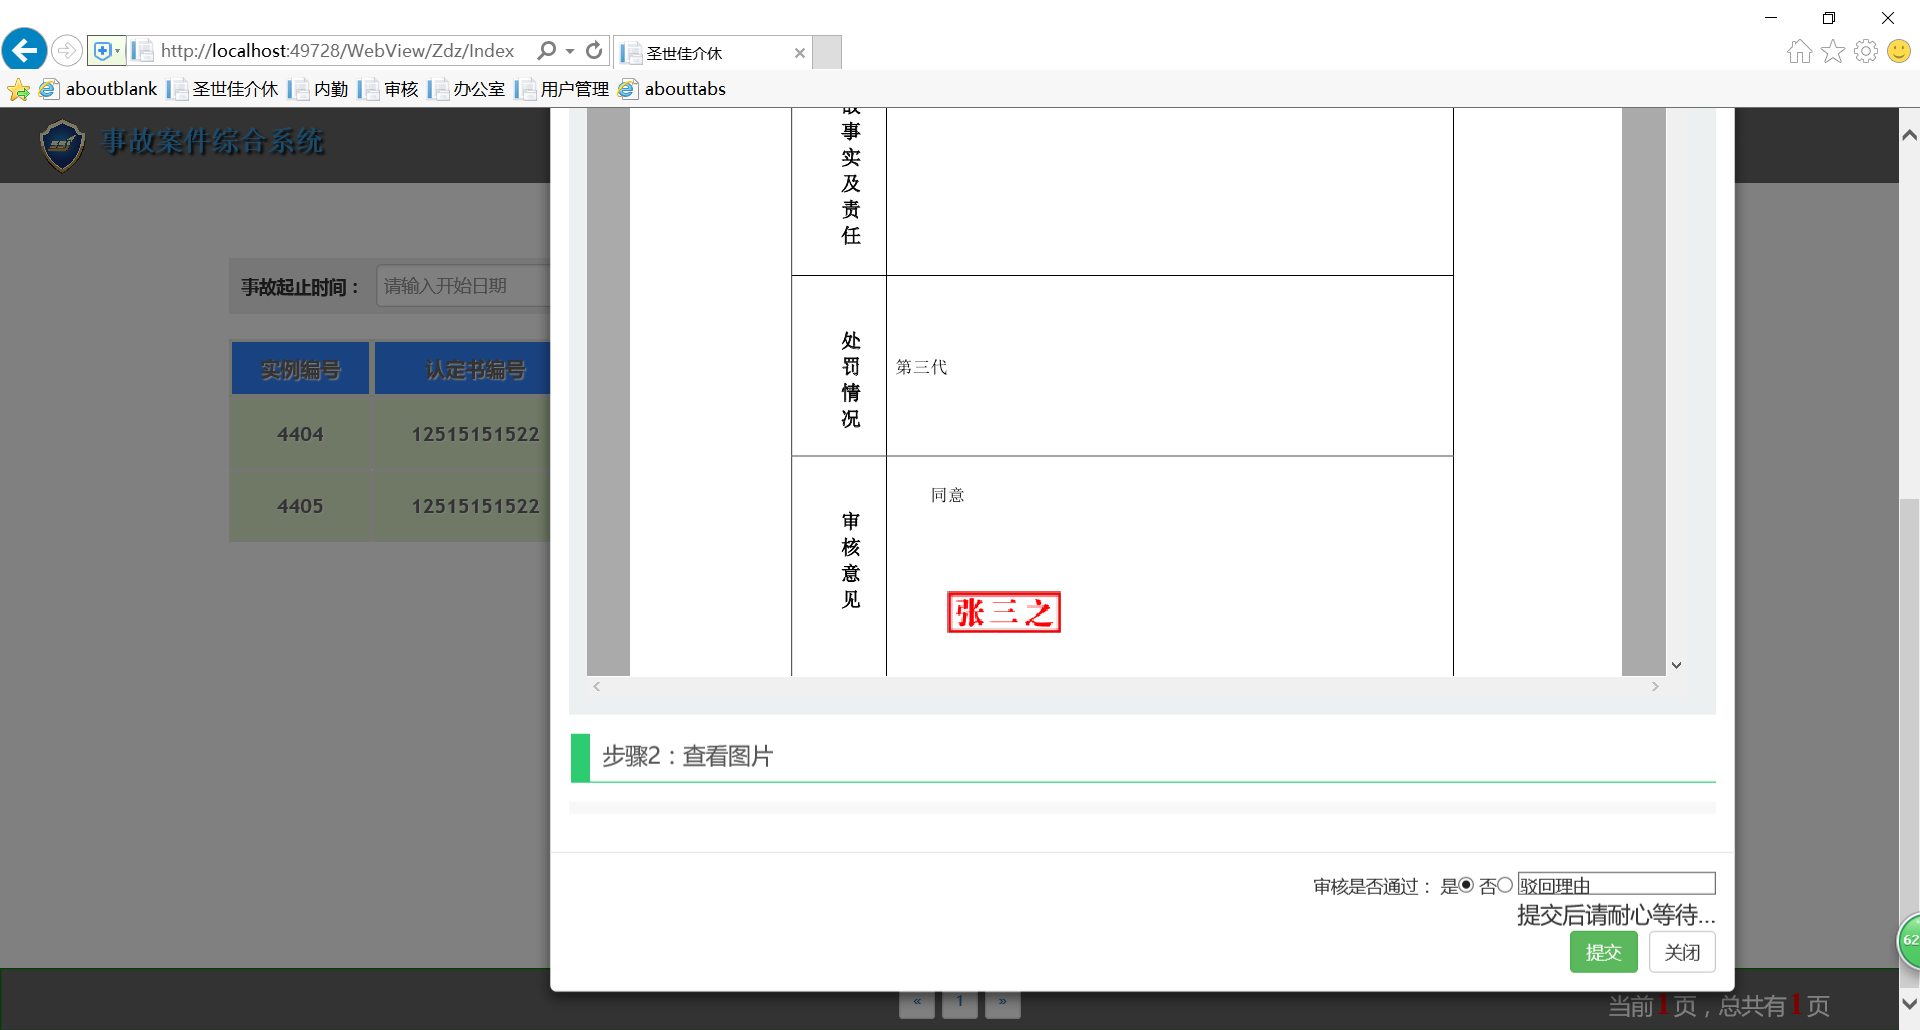 http://localhost:49728/WebView/Zdz/Index
圣世佳介休
aboutblank 圣世佳介休 内勤 审核 办公室 用户管理 abouttabs
事故案件综合系统
事故起止时间： 请输入开始日期
实例编号 认定书编号
4404 12515151522
4405 12515151522
故事实及责任
处罚情况
第三代
审核意见
同意
张三之
步骤2：查看图片
审核是否通过： 是 否 驳回理由
提交后请耐心等待...
提交 关闭
« 1 »
当前1页，总共有1页
62